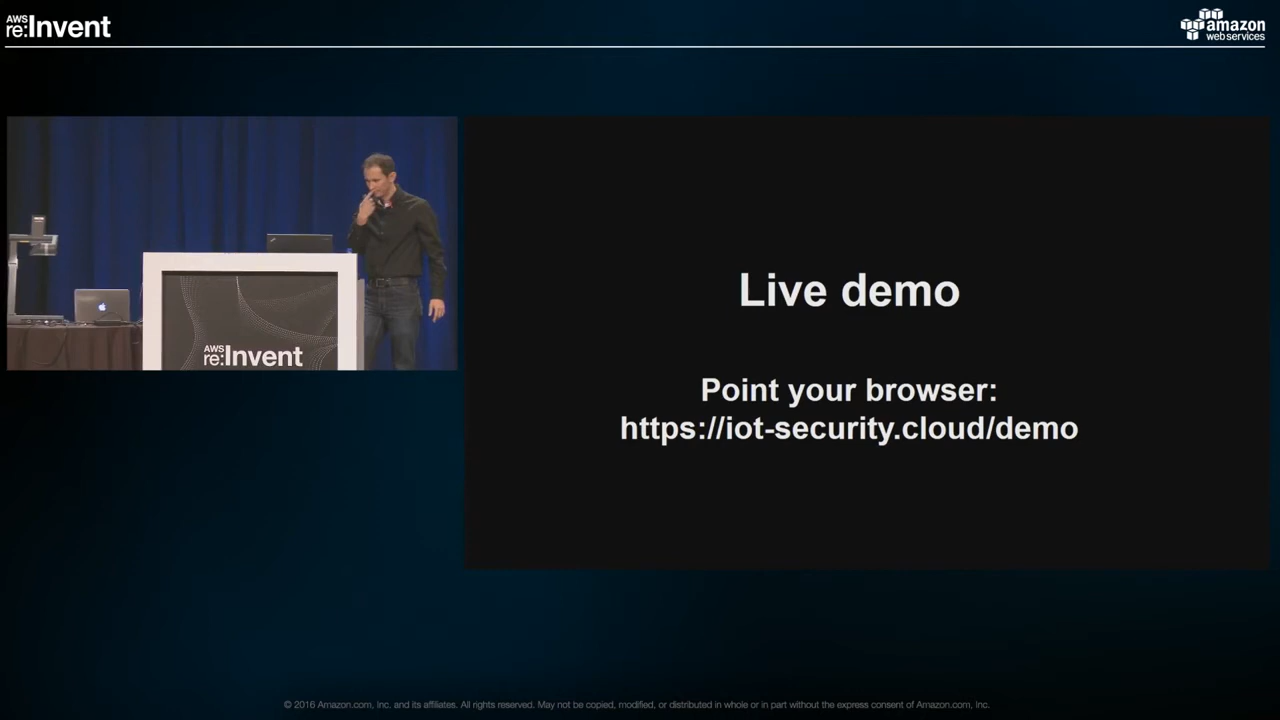 AWS
re:Invent
amazon
web services
AWS
re:Invent
Live demo
Point your browser:
https://iot-security.cloud/demo
© 2016 Amazon.com, Inc. and its affiliates. All rights reserved. May not be copied, modified, or distributed in whole or in part without the express consent of Amazon.com, Inc.